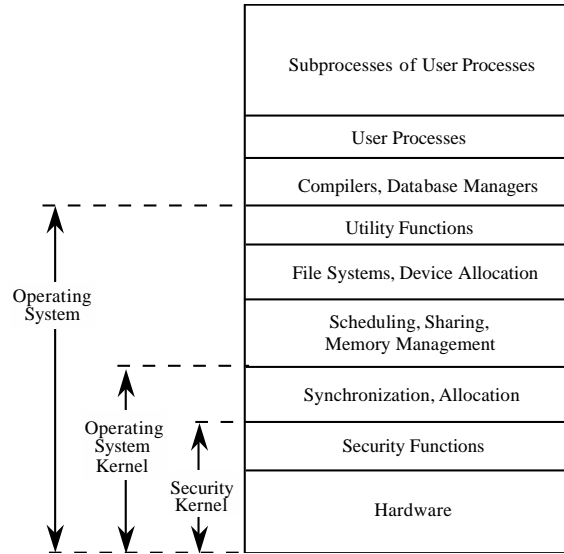 Subprocesses of User Processes
User Processes
Compilers, Database Managers
Utility Functions
File Systems, Device Allocation
Scheduling, Sharing,
Memory Management
Synchronization, Allocation
Security Functions
Hardware
Operating
System
Operating
System
Kernel
Security
Kernel